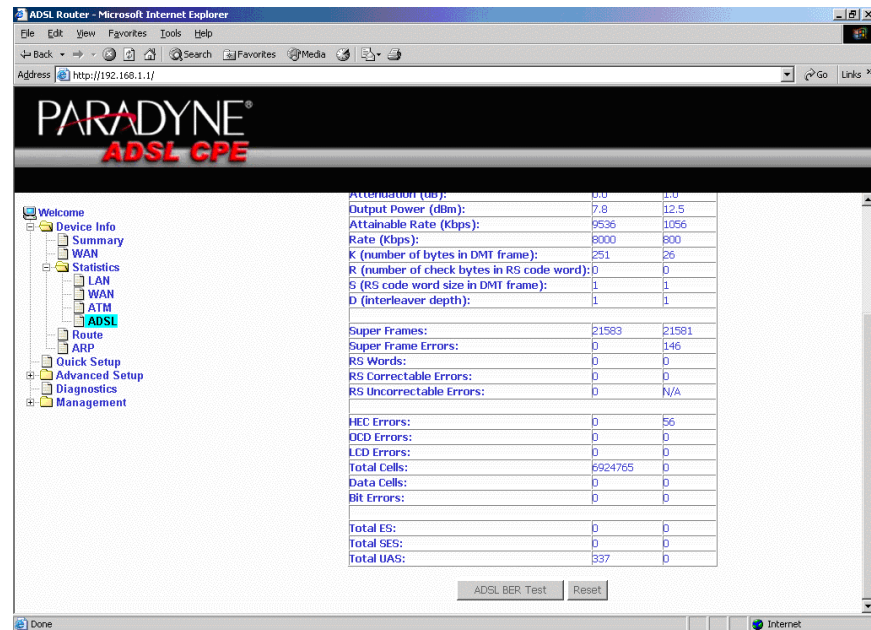 ADSL Router - Microsoft Internet Explorer
File Edit View Favorites Tools Help
Back Search Favorites Media
Address http://192.168.1.1/ Go Links »
PARADYNE®
ADSL CPE
Welcome
Device Info
Summary
WAN
Statistics
LAN
WAN
ATM
ADSL
Route
ARP
Quick Setup
Advanced Setup
Diagnostics
Management
Attenuation (dB): 0.0 1.0
Output Power (dBm): 7.8 12.5
Attainable Rate (Kbps): 9536 1056
Rate (Kbps): 8000 800
K (number of bytes in DMT frame): 251 26
R (number of check bytes in RS code word): 0 0
S (RS code word size in DMT frame): 1 1
D (interleaver depth): 1 1
Super Frames: 21583 21581
Super Frame Errors: 0 146
RS Words: 0 0
RS Correctable Errors: 0 0
RS Uncorrectable Errors: 0 N/A
HEC Errors: 0 56
OCD Errors: 0 0
LCD Errors: 0 0
Total Cells: 6924765 0
Data Cells: 0 0
Bit Errors: 0 0
Total ES: 0 0
Total SES: 0 0
Total UAS: 337 0
ADSL BER Test Reset
Done Internet